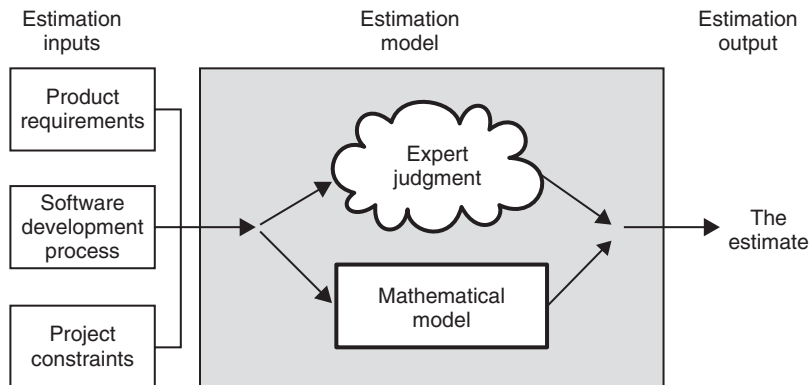 Estimation
inputs
Estimation
model
Estimation
output
Product
requirements
Software
development
process
Project
constraints
Expert
judgment
Mathematical
model
The
estimate